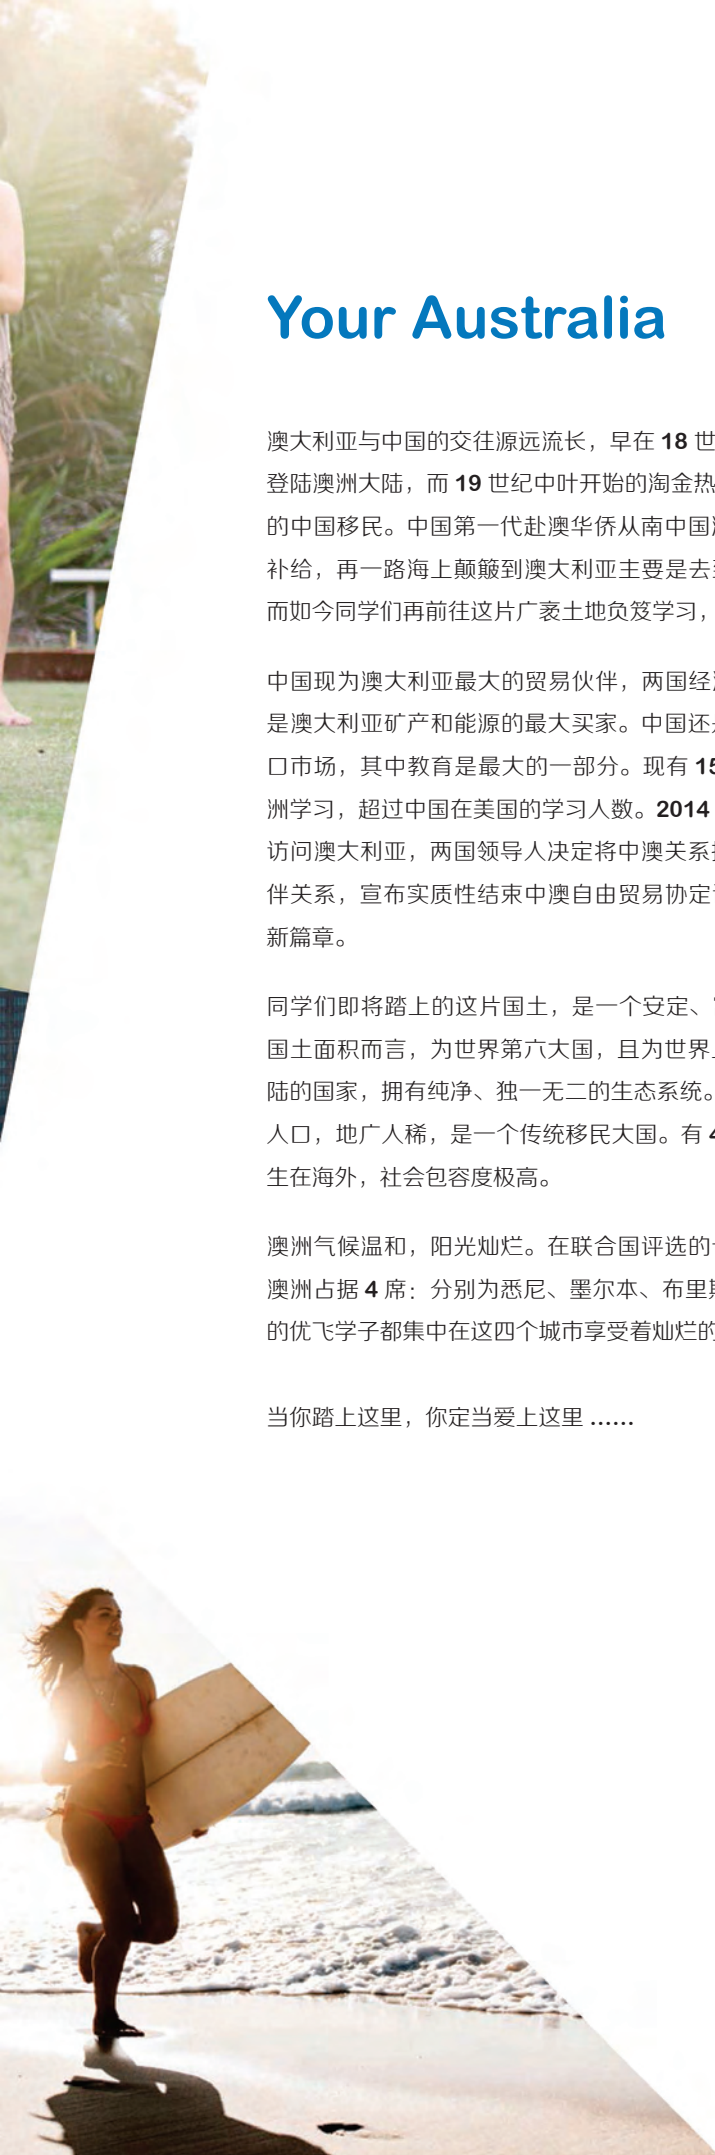 Your Australia
澳大利亚与中国的交往源远流长，早在 18 世
登陆澳洲大陆，而 19 世纪中叶开始的淘金热
的中国移民。中国第一代赴澳华侨从南中国
补给，再一路海上颠簸到澳大利亚主要是去
而如今同学们再前往这片广袤土地负笈学习，
中国现为澳大利亚最大的贸易伙伴，两国经
是澳大利亚矿产和能源的最大买家。中国还
口市场，其中教育是最大的一部分。现有 15
洲学习，超过中国在美国的学习人数。2014
访问澳大利亚，两国领导人决定将中澳关系
伴关系，宣布实质性结束中澳自由贸易协定
新篇章。
同学们即将踏上的这片国土，是一个安定、
国土面积而言，为世界第六大国，且为世界
陆的国家，拥有纯净、独一无二的生态系统。
人口，地广人稀，是一个传统移民大国。有
生在海外，社会包容度极高。
澳洲气候温和，阳光灿烂。在联合国评选的
澳洲占据 4 席：分别为悉尼、墨尔本、布里
的优飞学子都集中在这四个城市享受着灿烂的
当你踏上这里，你定当爱上这里 ......